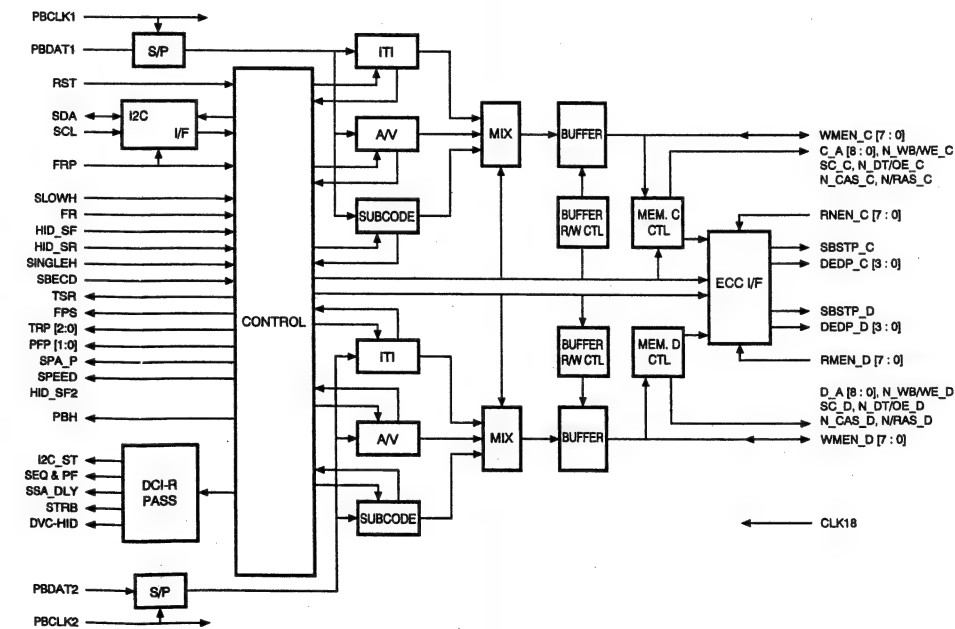 PBCLK1
PBDAT1
S/P
RST
SDA
SCL
I2C
I/F
FRP
SLOWH
FR
HID_SF
HID_SR
SINGLEH
SBECD
TSR
FPS
TRP [2:0]
PFP [1:0]
SPA_P
SPEED
HID_SF2
PBH
I2C_ST
SEQ & PF
SSA_DLY
STRB
DVC-HID
DCI-R
PASS
PBDAT2
S/P
PBCLK2
CONTROL
ITI
A/V
SUBCODE
ITI
A/V
SUBCODE
MIX
MIX
BUFFER
BUFFER
R/W CTL
BUFFER
R/W CTL
BUFFER
MEM. C
CTL
MEM. D
CTL
ECC I/F
WMEN_C [7 : 0]
C_A [8 : 0], N_WB/WE_C
SC_C, N_DT/OE_C
N_CAS_C, N/RAS_C
RNEN_C [7 : 0]
SBSTP_C
DEDP_C [3 : 0]
SBSTP_D
DEDP_D [3 : 0]
RMEN_D [7 : 0]
D_A [8 : 0], N_WB/WE_D
SC_D, N_DT/OE_D
N_CAS_D, N/RAS_D
WMEN_D [7 : 0]
CLK18